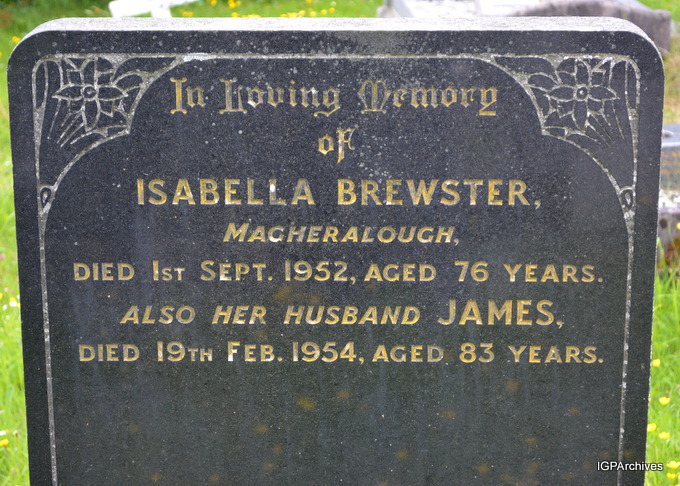 In Loving Memory
of
ISABELLA BREWSTER,
MACHERALOUGH,
DIED 1ST SEPT. 1952, AGED 76 YEARS.
ALSO HER HUSBAND JAMES,
DIED 19TH FEB. 1954, AGED 83 YEARS.
IGPArchives